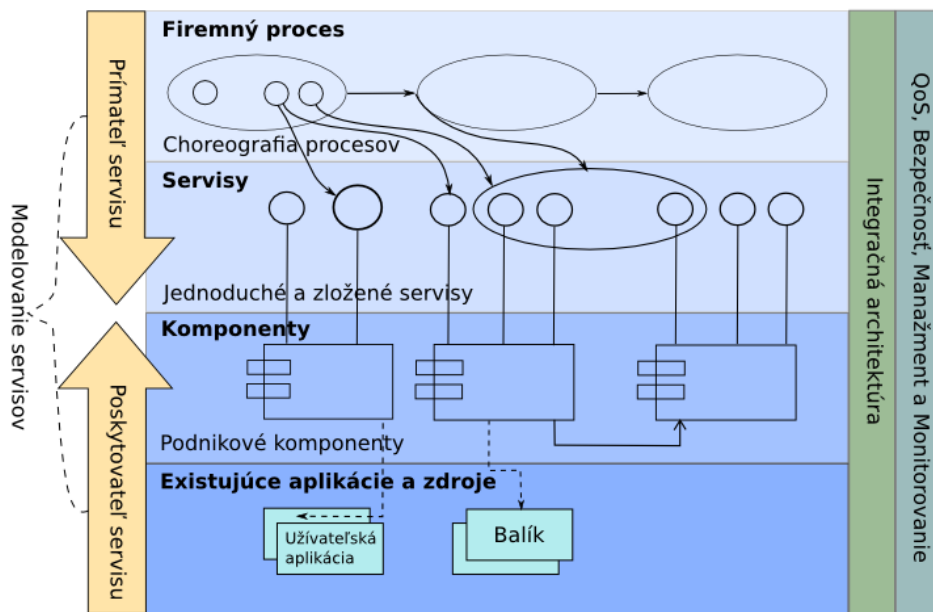 Firemný proces
Choreografia procesov
Servisy
Jednoduché a zložené servisy
Komponenty
Podnikové komponenty
Existujúce aplikácie a zdroje
Užívateľská
aplikácia
Balík
Modelovanie servisov
Prímateľ servisu
Poskytovateľ servisu
Integračná architektúra
QoS, Bezpečnosť, Manažment a Monitorovanie